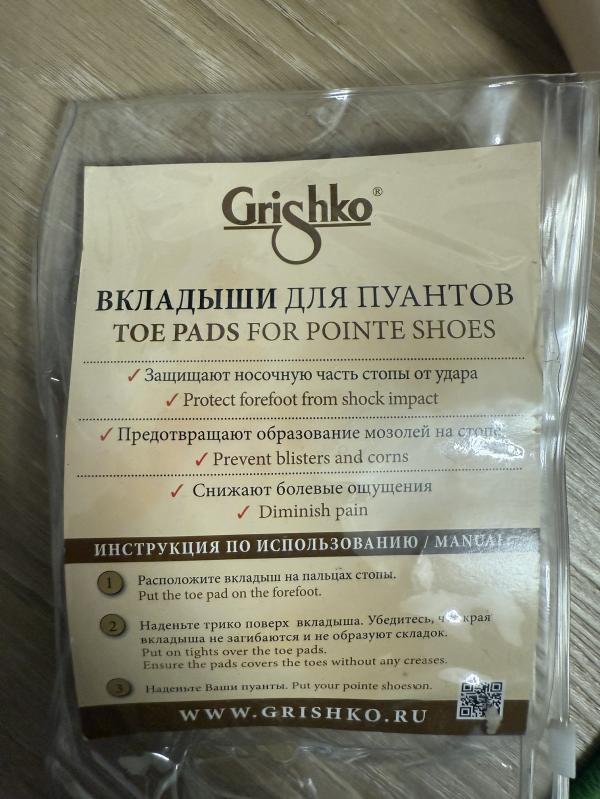 Grishko®
ВКЛАДЫШИ ДЛЯ ПУАНТОВ
TOE PADS FOR POINTE SHOES
✓ Защищают носочную часть стопы от удара
✓ Protect forefoot from shock impact
✓ Предотвращают образование мозолей на стопе
✓ Prevent blisters and corns
✓ Снижают болевые ощущения
✓ Diminish pain
ИНСТРУКЦИЯ ПО ИСПОЛЬЗОВАНИЮ / MANUAL
1 Расположите вкладыш на пальцах стопы.
Put the toe pad on the forefoot.
2 Наденьте трико поверх вкладыша. Убедитесь, что края
вкладыша не загибаются и не образуют складок.
Put on tights over the toe pads.
Ensure the pads covers the toes without any creases.
3 Наденьте Ваши пуанты. Put your pointe shoeson.
WWW.GRISHKO.RU